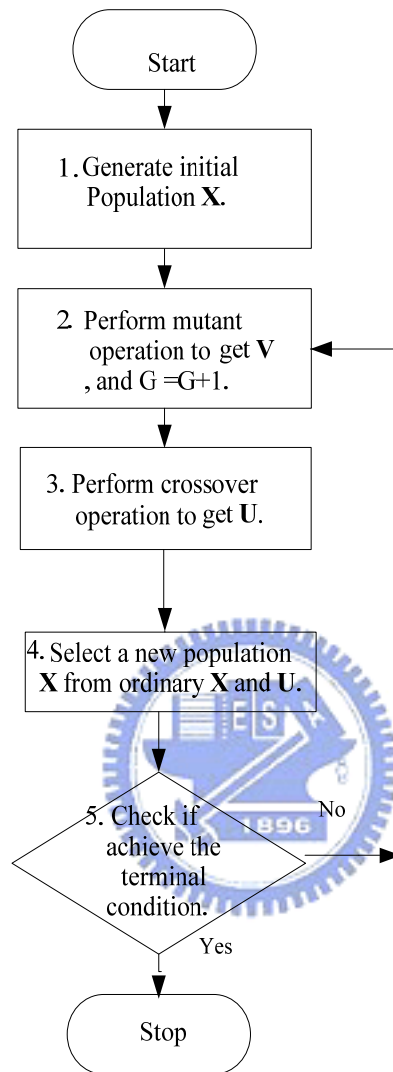 Start
1. Generate initial
Population X.
2. Perform mutant
operation to get V
, and G =G+1.
3. Perform crossover
operation to get U.
4. Select a new population
X from ordinary X and U.
ES
1896
5. Check if
achieve the
terminal
condition.
No
Yes
Stop